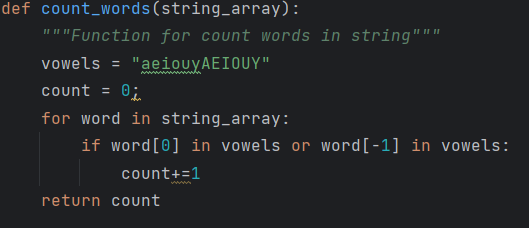 def count_words(string_array):
    """Function for count words in string"""
    vowels = "aeiouyAEIOUY"
    count = 0;
    for word in string_array:
        if word[0] in vowels or word[-1] in vowels:
            count+=1
    return count